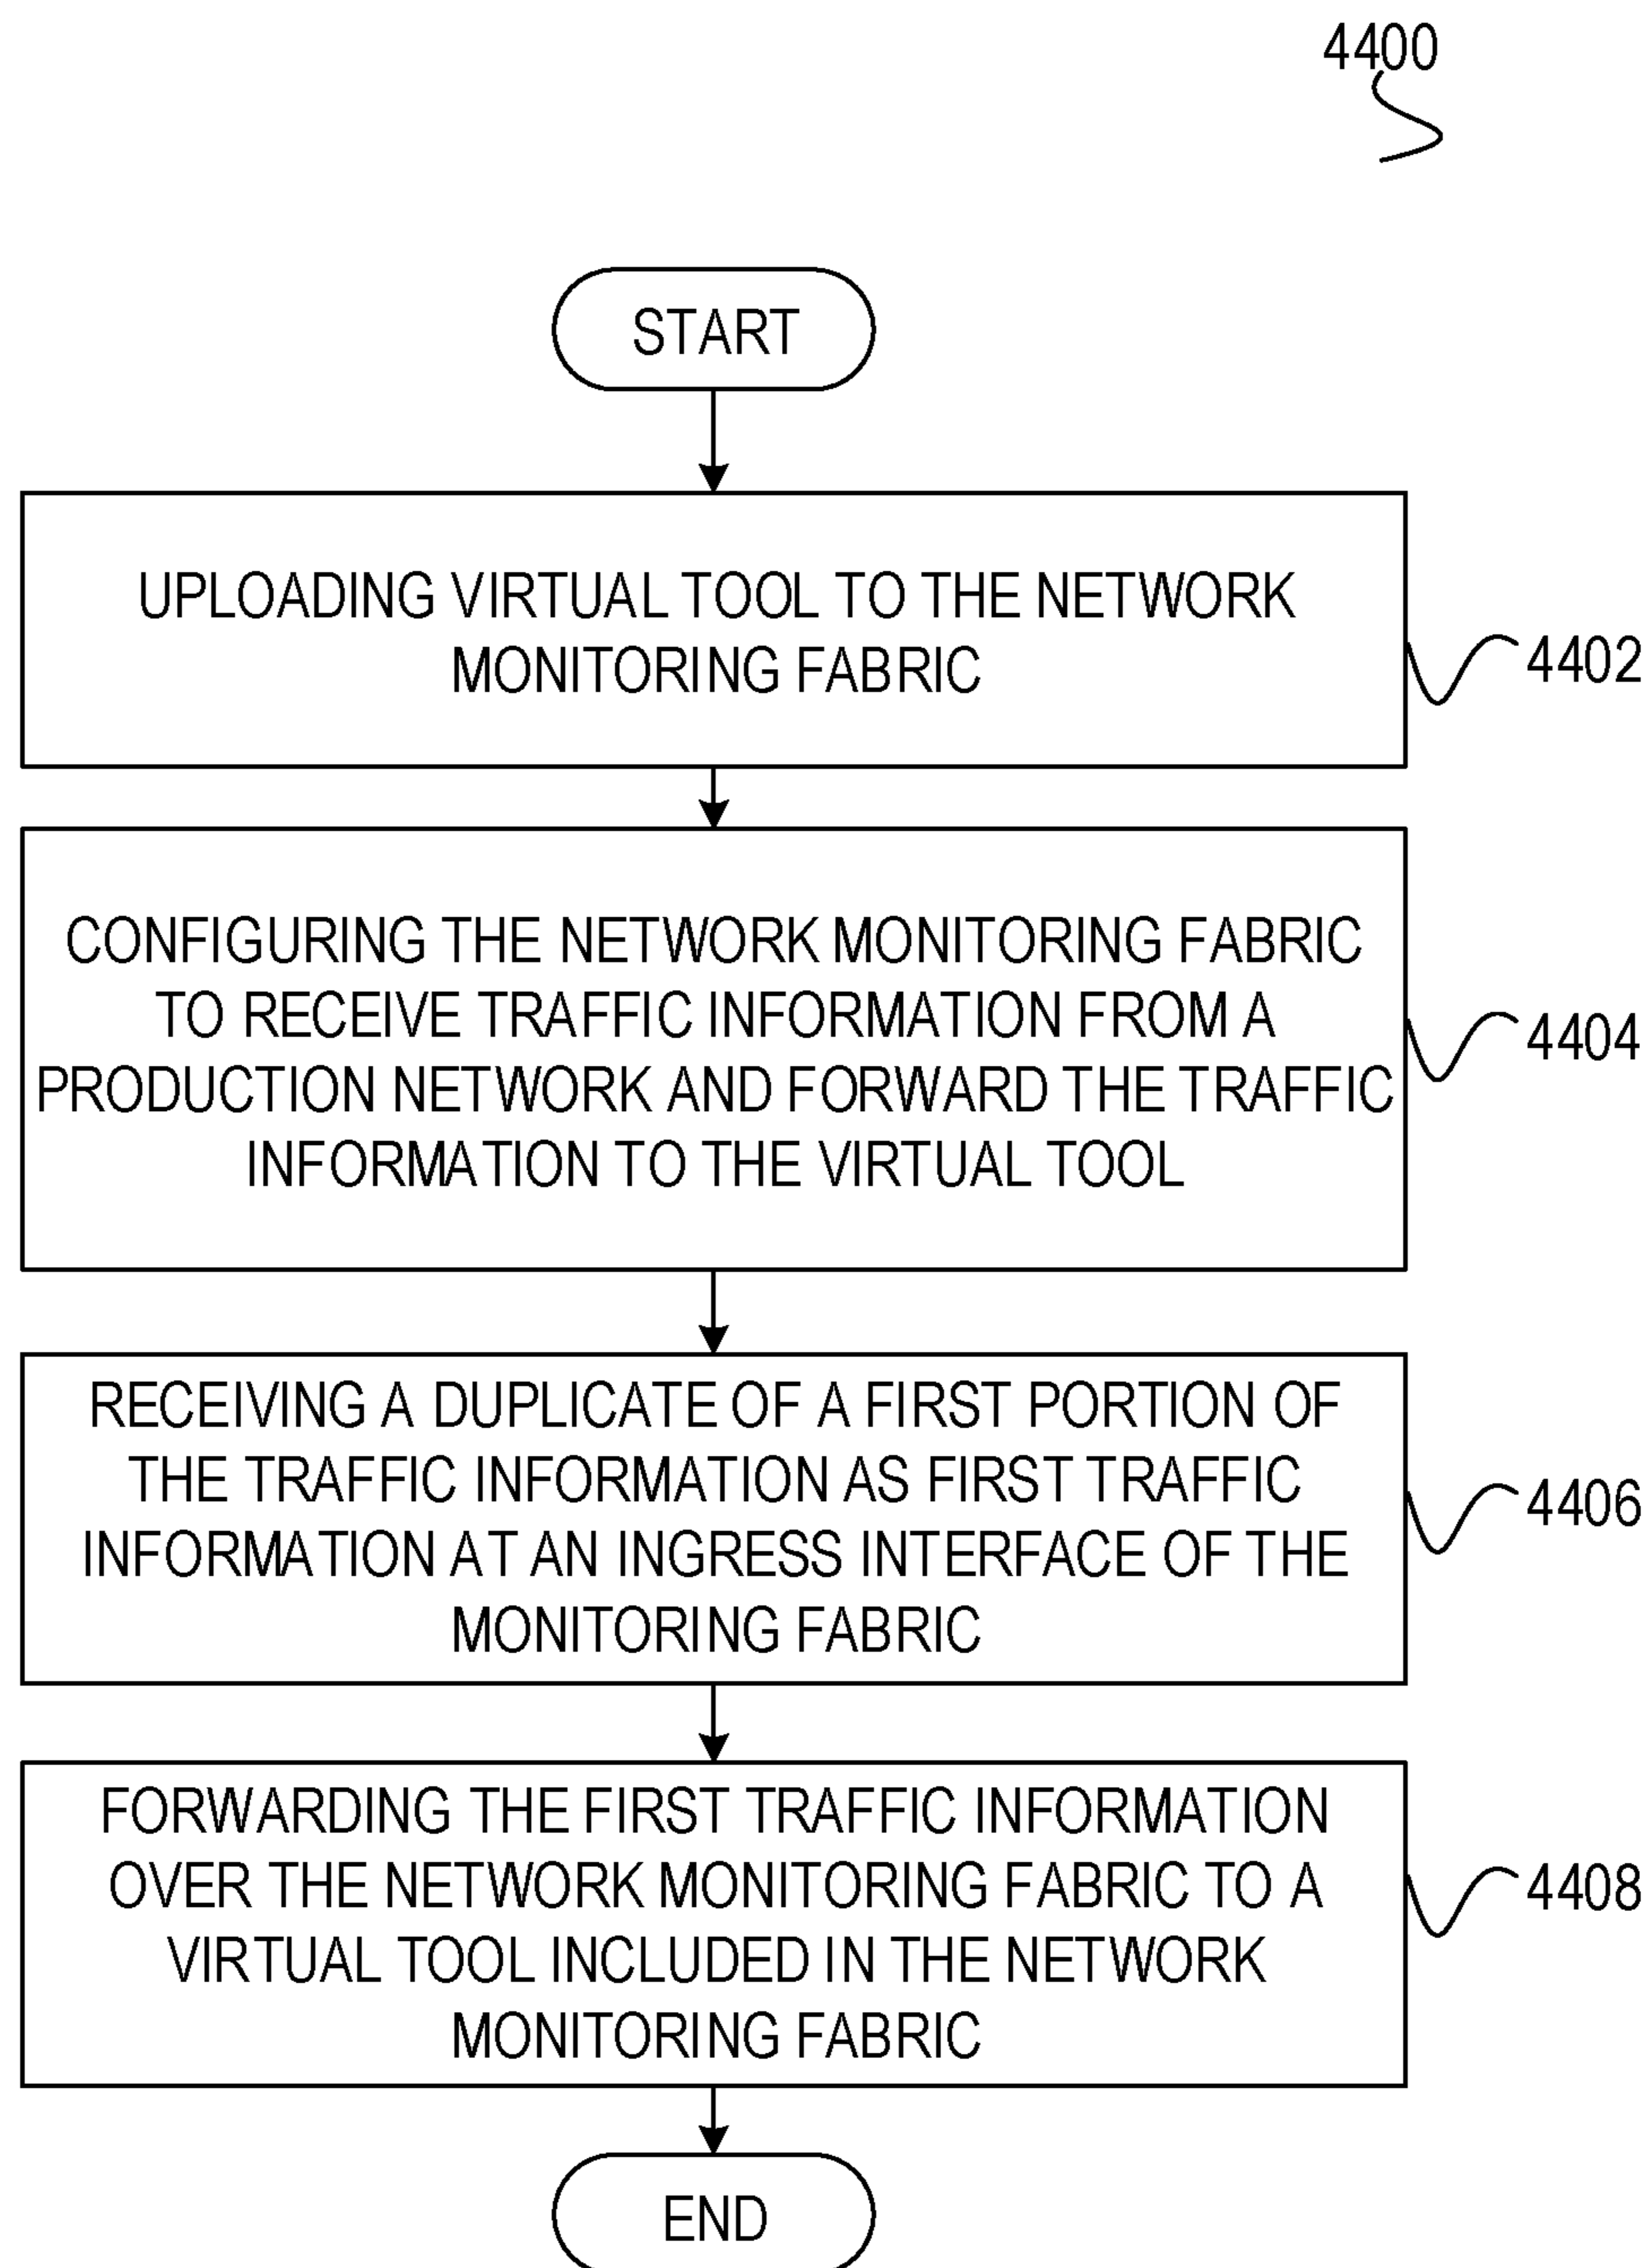 4400
START
UPLOADING VIRTUAL TOOL TO THE NETWORK
MONITORING FABRIC
4402
CONFIGURING THE NETWORK MONITORING FABRIC
TO RECEIVE TRAFFIC INFORMATION FROM A
PRODUCTION NETWORK AND FORWARD THE TRAFFIC
INFORMATION TO THE VIRTUAL TOOL
4404
RECEIVING A DUPLICATE OF A FIRST PORTION OF
THE TRAFFIC INFORMATION AS FIRST TRAFFIC
INFORMATION AT AN INGRESS INTERFACE OF THE
MONITORING FABRIC
4406
FORWARDING THE FIRST TRAFFIC INFORMATION
OVER THE NETWORK MONITORING FABRIC TO A
VIRTUAL TOOL INCLUDED IN THE NETWORK
MONITORING FABRIC
4408
END